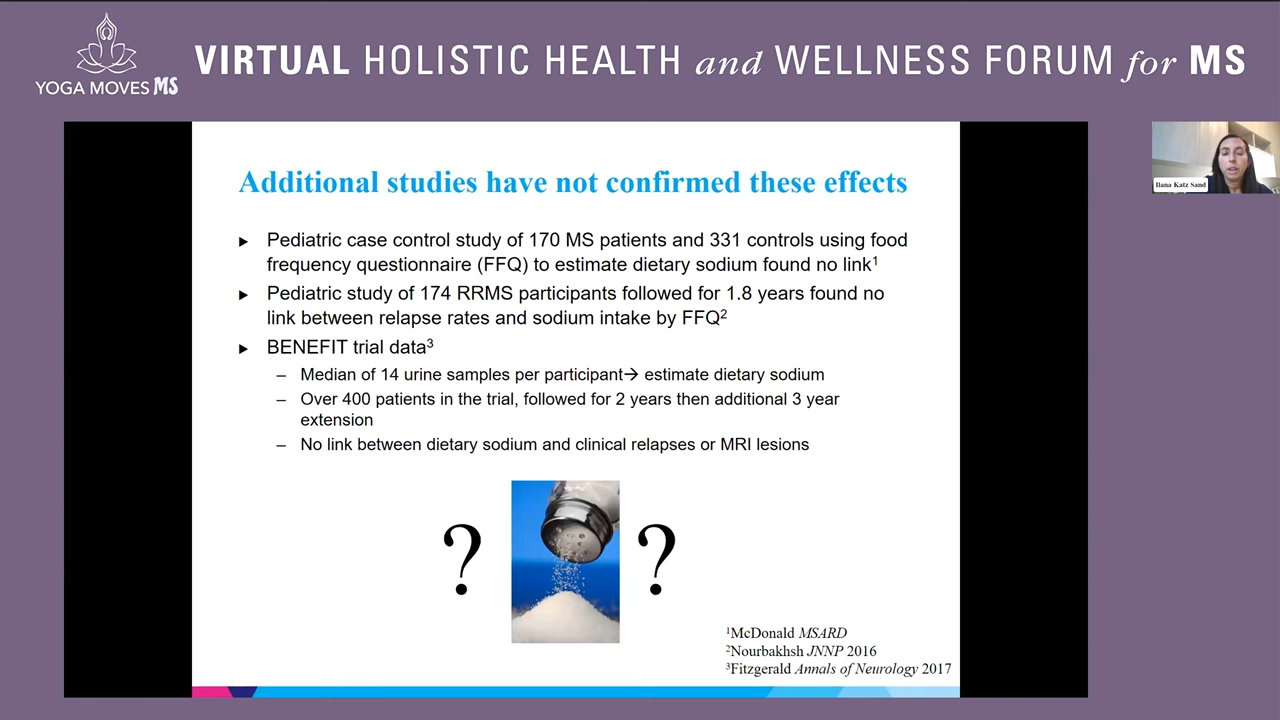 YOGA MOVES MS
VIRTUAL HOLISTIC HEALTH and WELLNESS FORUM for MS
Ilana Katz Sand
Additional studies have not confirmed these effects
► Pediatric case control study of 170 MS patients and 331 controls using food
frequency questionnaire (FFQ) to estimate dietary sodium found no link¹
► Pediatric study of 174 RRMS participants followed for 1.8 years found no
link between relapse rates and sodium intake by FFQ²
► BENEFIT trial data³
– Median of 14 urine samples per participant→ estimate dietary sodium
– Over 400 patients in the trial, followed for 2 years then additional 3 year
extension
– No link between dietary sodium and clinical relapses or MRI lesions
? ?
¹McDonald MSARD
²Nourbakhsh JNNP 2016
³Fitzgerald Annals of Neurology 2017